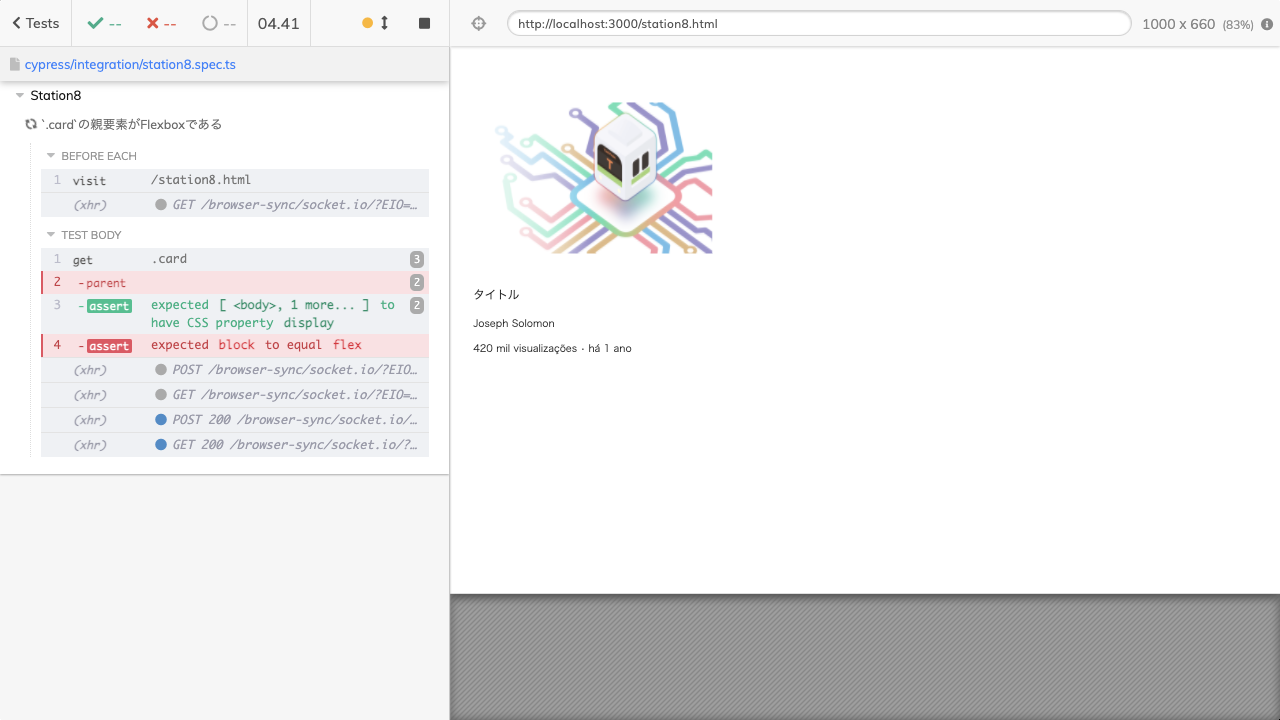 Tests
--
--
--
04.41
http://localhost:3000/station8.html
1000 x 660 (83%)
cypress/integration/station8.spec.ts
Station8
`.card`の親要素がFlexboxである
BEFORE EACH
1 visit /station8.html
(xhr) GET /browser-sync/socket.io/?EIO=…
TEST BODY
1 get .card 3
2 -parent 2
3 -assert expected [ <body>, 1 more... ] to 2
have CSS property display
4 -assert expected block to equal flex
(xhr) POST /browser-sync/socket.io/?EIO…
(xhr) GET /browser-sync/socket.io/?EIO=…
(xhr) POST 200 /browser-sync/socket.io/…
(xhr) GET 200 /browser-sync/socket.io/?…
T
タイトル
Joseph Solomon
420 mil visualizações・há 1 ano